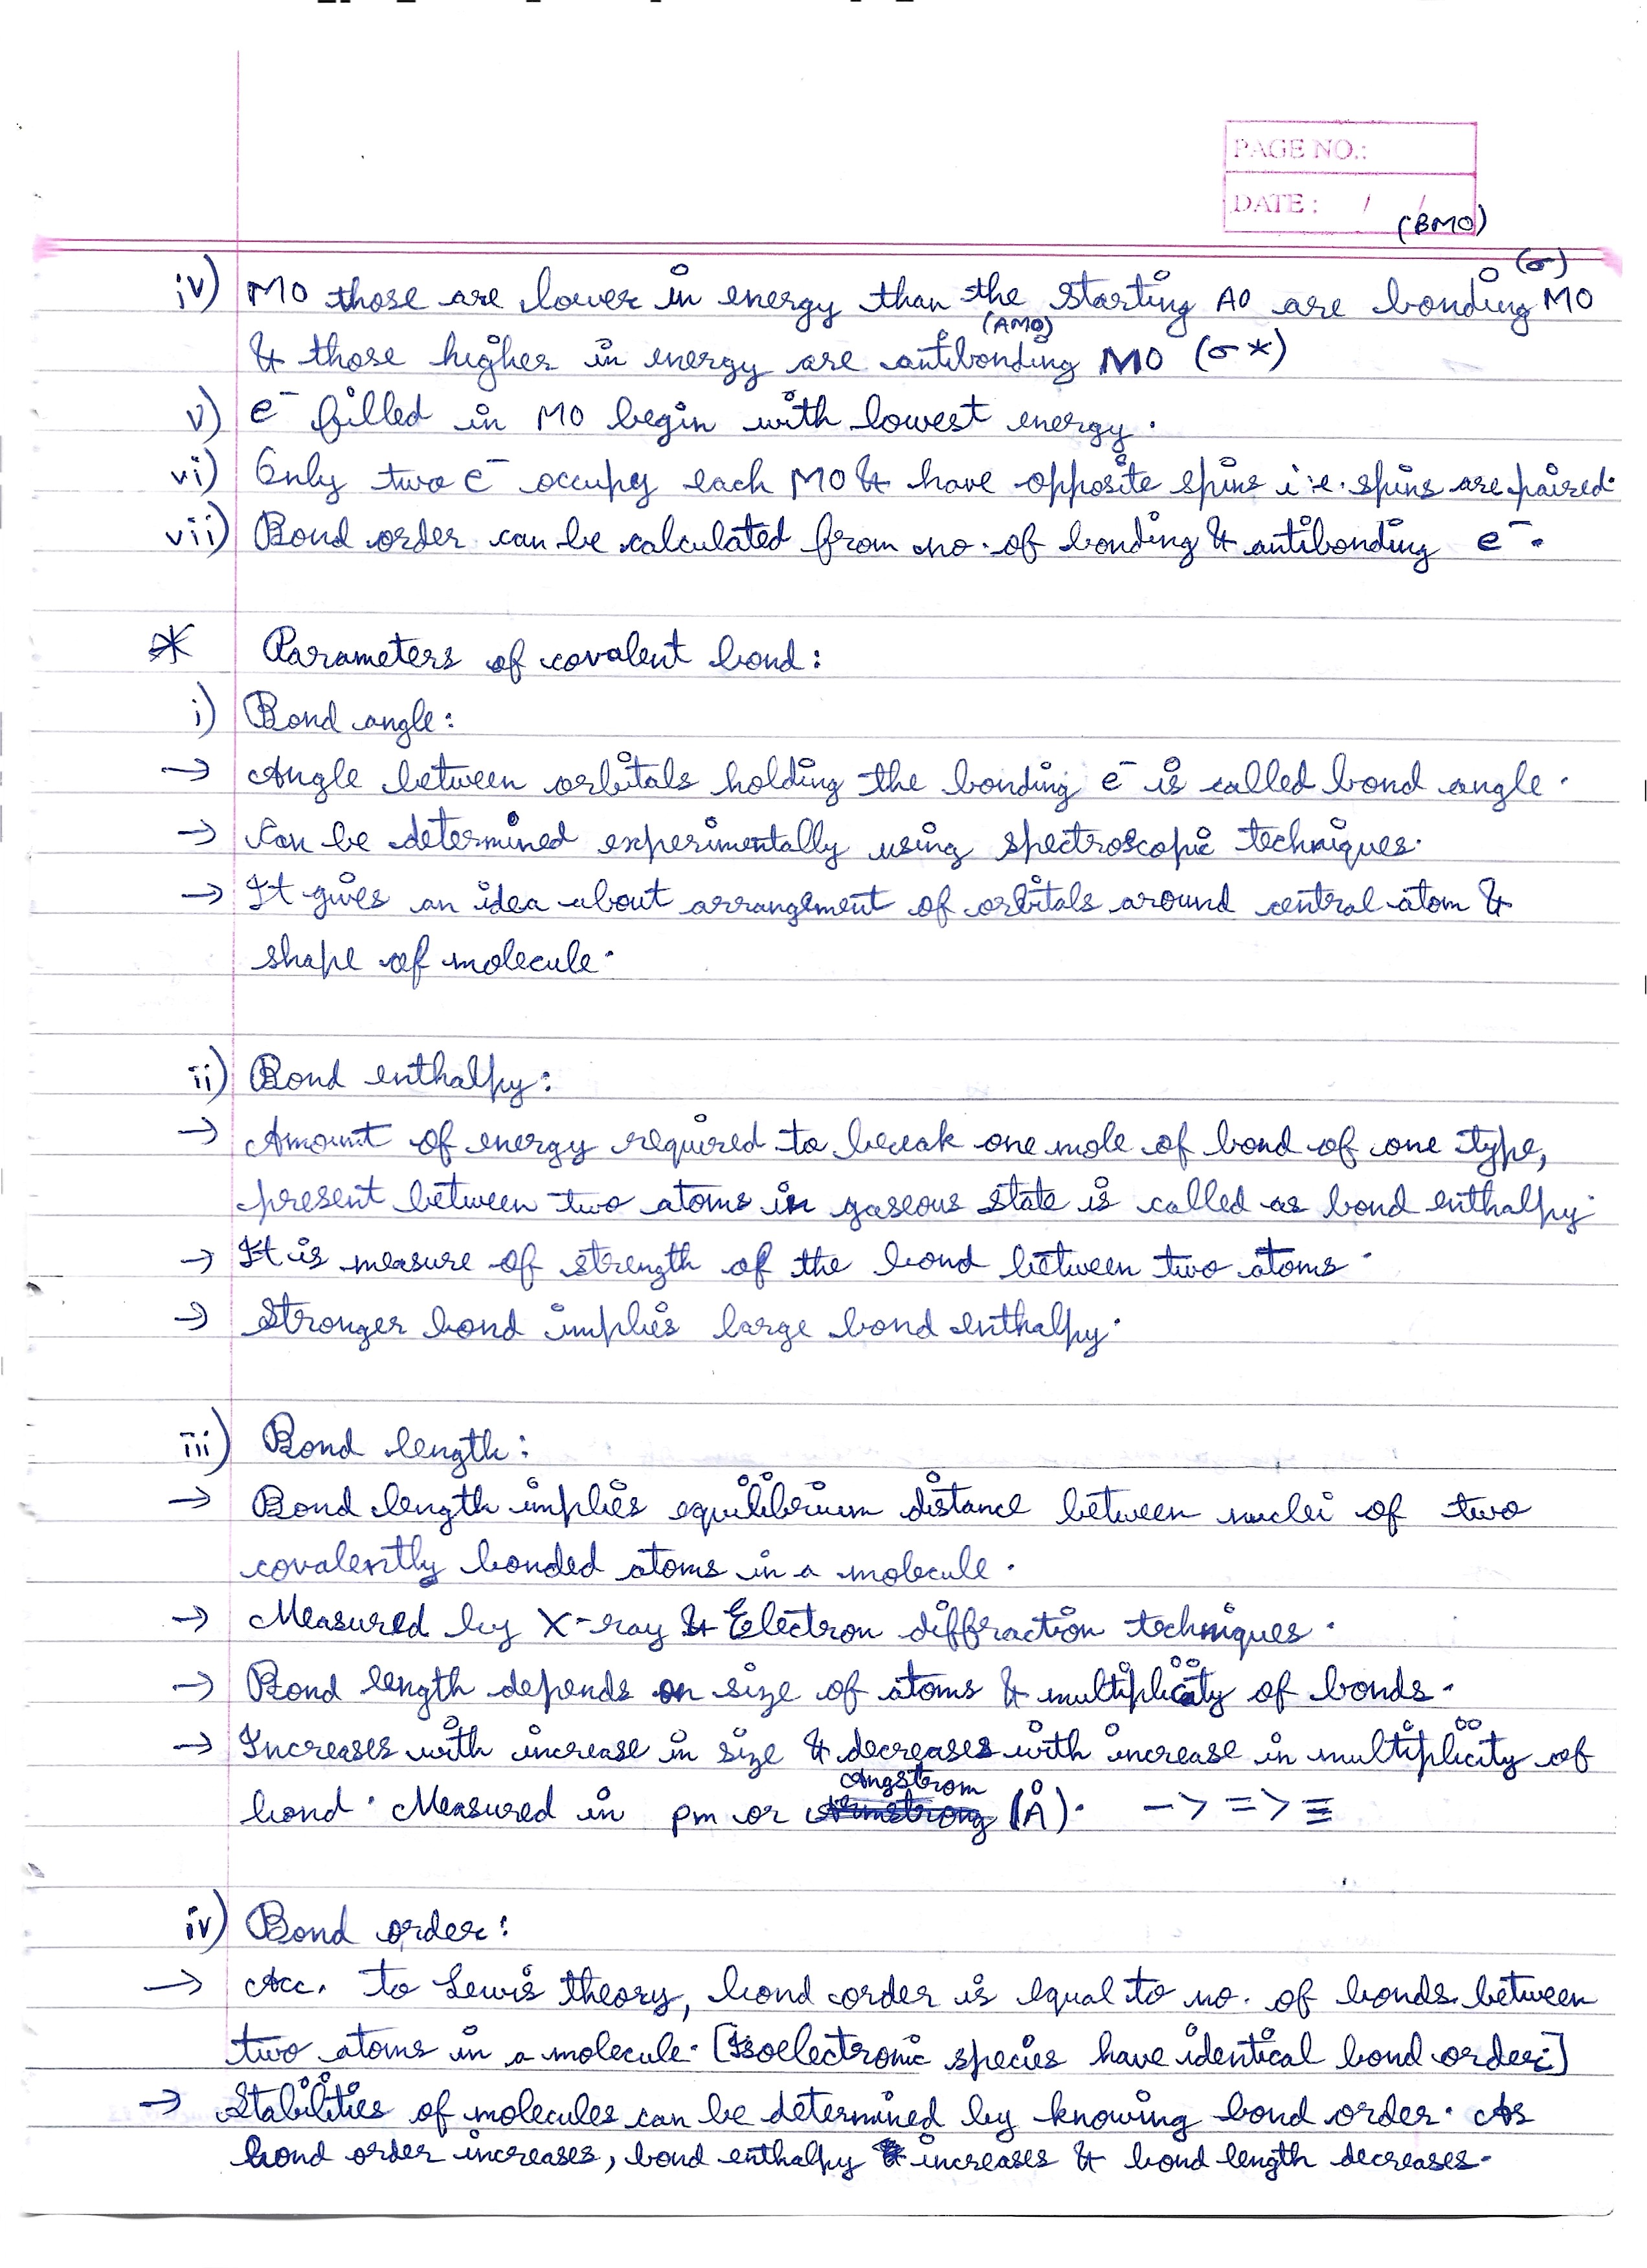 PAGE NO.:
DATE : / /
(BMO)
(σ)
iv) MO those are lower in energy than the starting AO are bonding MO
(AMO)
& those higher in energy are antibonding MO (σ*)
v) e⁻ filled in MO begin with lowest energy.
vi) Only two e⁻ occupy each MO & have opposite spins i.e. spins are paired.
vii) Bond order can be calculated from no. of bonding & antibonding e⁻.
* Parameters of covalent bond:
i) Bond angle:
→ Angle between orbitals holding the bonding e⁻ is called bond angle.
→ Can be determined experimentally using spectroscopic techniques.
→ It gives an idea about arrangement of orbitals around central atom &
shape of molecule.
ii) Bond enthalpy:
→ Amount of energy required to break one mole of bond of one type,
present between two atoms in gaseous state is called as bond enthalpy.
→ It is measure of strength of the bond between two atoms.
→ Stronger bond implies large bond enthalpy.
iii) Bond length:
→ Bond length implies equilibrium distance between nuclei of two
covalently bonded atoms in a molecule.
→ Measured by X-ray & Electron diffraction techniques.
→ Bond length depends on size of atoms & multiplicity of bonds.
→ Increases with increase in size & decreases with increase in multiplicity of
Angstrom
bond. Measured in pm or Armstrong (Å). - > = > ≡
iv) Bond order:
→ Acc. to Lewis theory, bond order is equal to no. of bonds between
two atoms in a molecule. [Isoelectronic species have identical bond order:]
→ Stabilities of molecules can be determined by knowing bond order. As
bond order increases, bond enthalpy increases & bond length decreases.